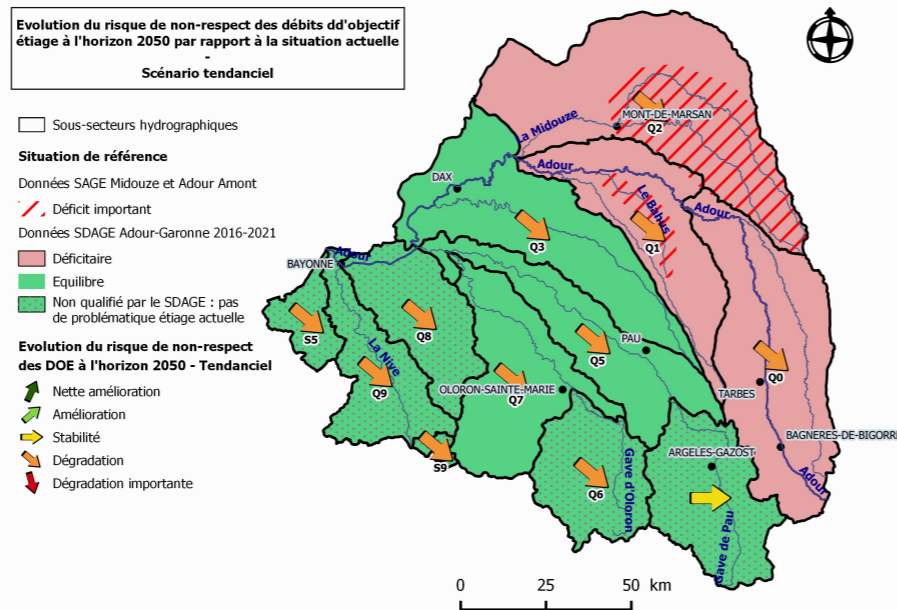 Evolution du risque de non-respect des débits dd'objectif
étiage à l'horizon 2050 par rapport à la situation actuelle
-
Scénario tendanciel
Sous-secteurs hydrographiques
Situation de référence
Données SAGE Midouze et Adour Amont
Déficit important
Données SDAGE Adour-Garonne 2016-2021
Déficitaire
Equilibre
Non qualifié par le SDAGE : pas
de problématique étiage actuelle
Evolution du risque de non-respect
des DOE à l'horizon 2050 - Tendanciel
Nette amélioration
Amélioration
Stabilité
Dégradation
Dégradation importante
MONT-DE-MARSAN
Q2
La Midouze
Adour
DAX
Le Bahus
Adour
Q3
Q1
Adour
BAYONNE
S5
Q8
La Nive
Q5
PAU
Q9
Q7
OLORON-SAINTE-MARIE
Q0
TARBES
S9
BAGNERES-DE-BIGORRE
ARGELES-GAZOST
Q6
Gave d'Oloron
Gave de Pau
Adour
0 25 50 km